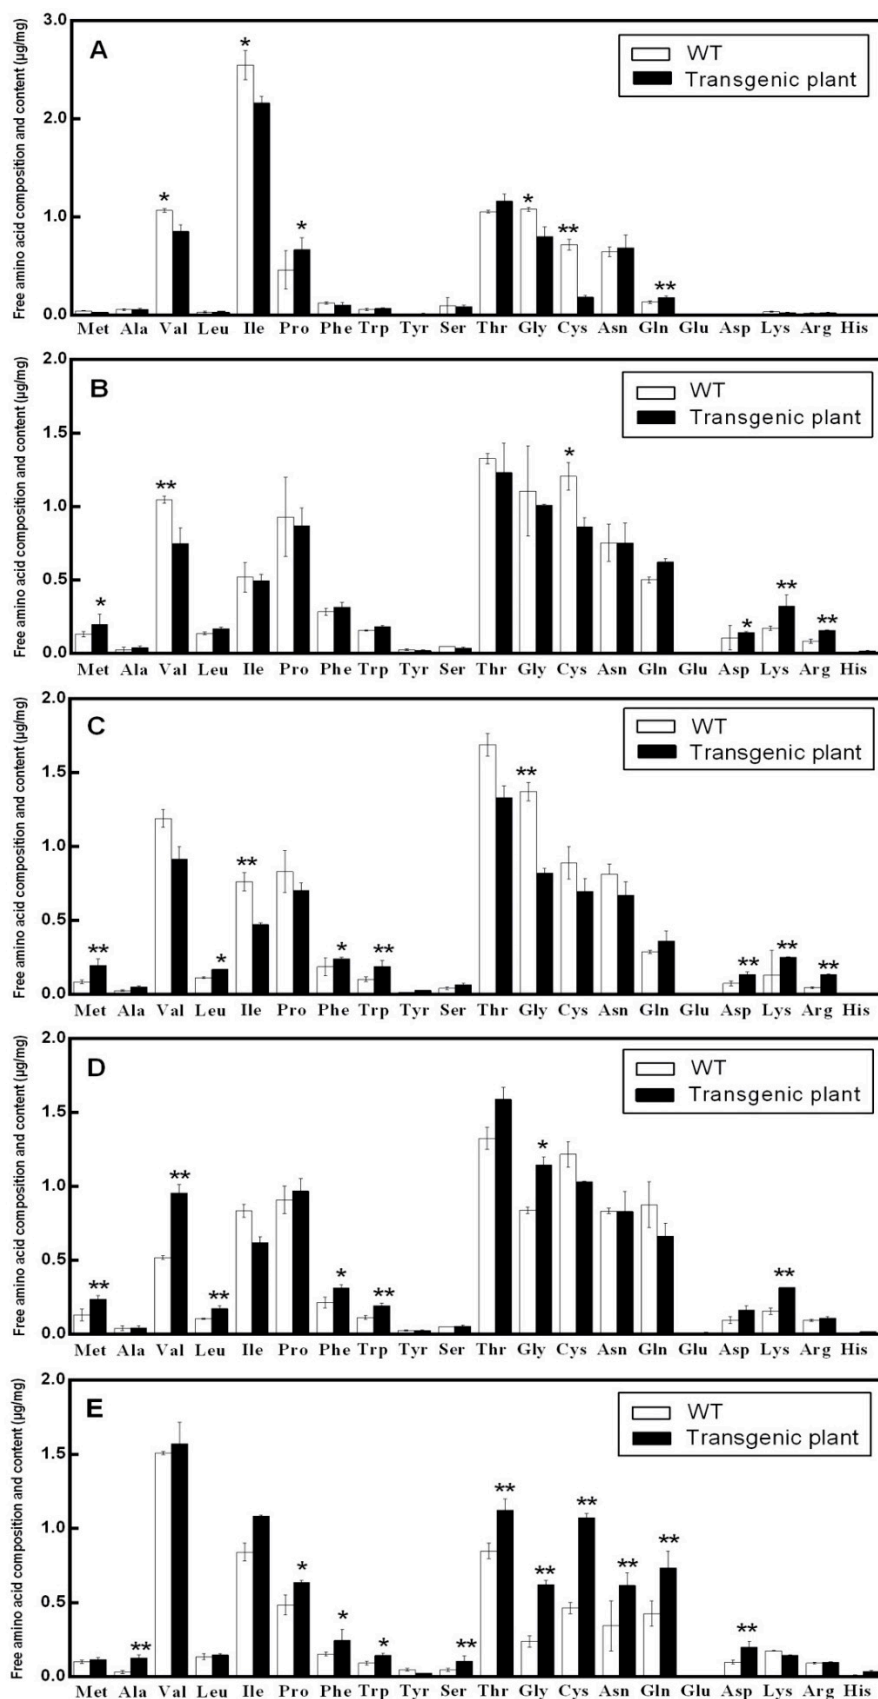 Free amino acid composition and content (µg/mg)
A
WT
Transgenic plant
3.0
2.0
1.0
0.0
*
*
*
*
**
**
Met Ala Val Leu Ile Pro Phe Trp Tyr Ser Thr Gly Cys Asn Gln Glu Asp Lys Arg His
Free amino acid composition and content (µg/mg)
B
WT
Transgenic plant
2.0
1.5
1.0
0.5
0.0
*
**
*
*
**
**
Met Ala Val Leu Ile Pro Phe Trp Tyr Ser Thr Gly Cys Asn Gln Glu Asp Lys Arg His
Free amino acid composition and content (µg/mg)
C
WT
Transgenic plant
2.0
1.5
1.0
0.5
0.0
**
*
**
*
**
**
**
**
**
Met Ala Val Leu Ile Pro Phe Trp Tyr Ser Thr Gly Cys Asn Gln Glu Asp Lys Arg His
Free amino acid composition and content (µg/mg)
D
WT
Transgenic plant
2.0
1.5
1.0
0.5
0.0
**
**
**
*
**
*
**
Met Ala Val Leu Ile Pro Phe Trp Tyr Ser Thr Gly Cys Asn Gln Glu Asp Lys Arg His
Free amino acid composition and content (µg/mg)
E
WT
Transgenic plant
2.0
1.5
1.0
0.5
0.0
**
*
*
*
**
**
**
**
**
**
**
Met Ala Val Leu Ile Pro Phe Trp Tyr Ser Thr Gly Cys Asn Gln Glu Asp Lys Arg His